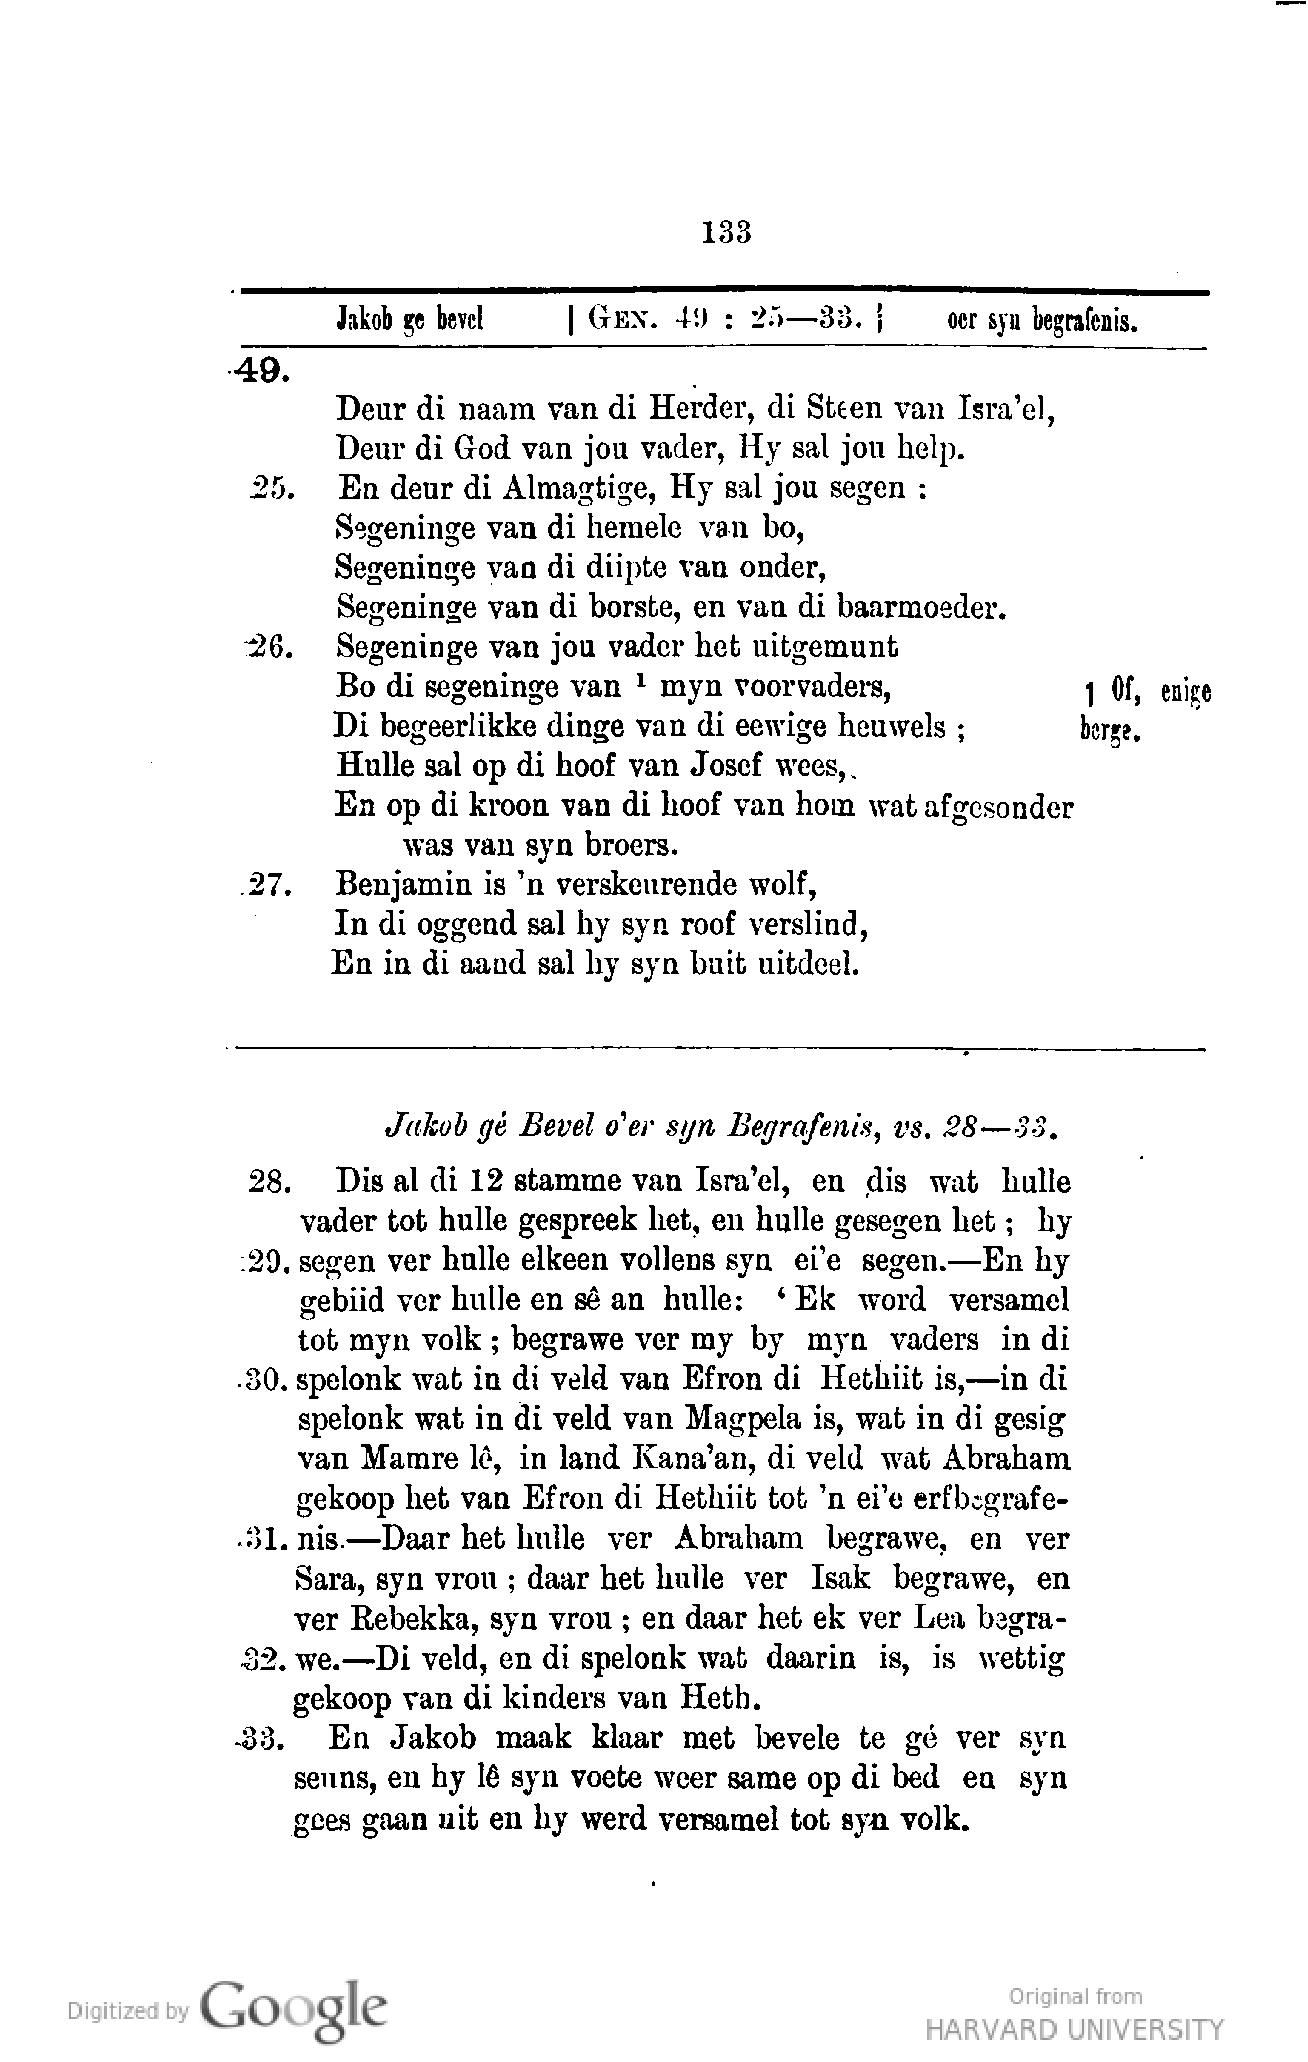 133
Jakob ge bevel | GEN. 49 : 25—33. | oer syn begrafenis.
49.
Deur di naam van di Herder, di Steen van Isra'el,
Deur di God van jou vader, Hy sal jou help.
25. En deur di Almagtige, Hy sal jou segen :
Segeninge van di hemele van bo,
Segeninge van di diipte van onder,
Segeninge van di borste, en van di baarmoeder.
26. Segeninge van jou vader het uitgemunt
Bo di segeninge van ¹ myn voorvaders,
1 Of, enige
Di begeerlikke dinge van di eewige heuwels ;
berge.
Hulle sal op di hoof van Josef wees,
En op di kroon van di hoof van hom wat afgesonder
was van syn broers.
27. Benjamin is 'n verskeurende wolf,
In di oggend sal hy syn roof verslind,
En in di aand sal hy syn buit uitdeel.
Jakob gé Bevel o'er syn Begrafenis, vs. 28—33.
28. Dis al di 12 stamme van Isra'el, en dis wat hulle
vader tot hulle gespreek het, en hulle gesegen het ; hy
29. segen ver hulle elkeen vollens syn ei'e segen.—En hy
gebiid ver hulle en sê an hulle: ‘ Ek word versamel
tot myn volk ; begrawe ver my by myn vaders in di
30. spelonk wat in di veld van Efron di Hethiit is,—in di
spelonk wat in di veld van Magpela is, wat in di gesig
van Mamre lê, in land Kana'an, di veld wat Abraham
gekoop het van Efron di Hethiit tot 'n ei'e erfbegrafe-
31. nis.—Daar het hulle ver Abraham begrawe, en ver
Sara, syn vrou ; daar het hulle ver Isak begrawe, en
ver Rebekka, syn vrou ; en daar het ek ver Lea begra-
32. we.—Di veld, en di spelonk wat daarin is, is wettig
gekoop van di kinders van Heth.
33. En Jakob maak klaar met bevele te gé ver syn
seuns, en hy lê syn voete weer same op di bed en syn
gees gaan uit en hy werd versamel tot syn volk.
Digitized by Google
Original from
HARVARD UNIVERSITY